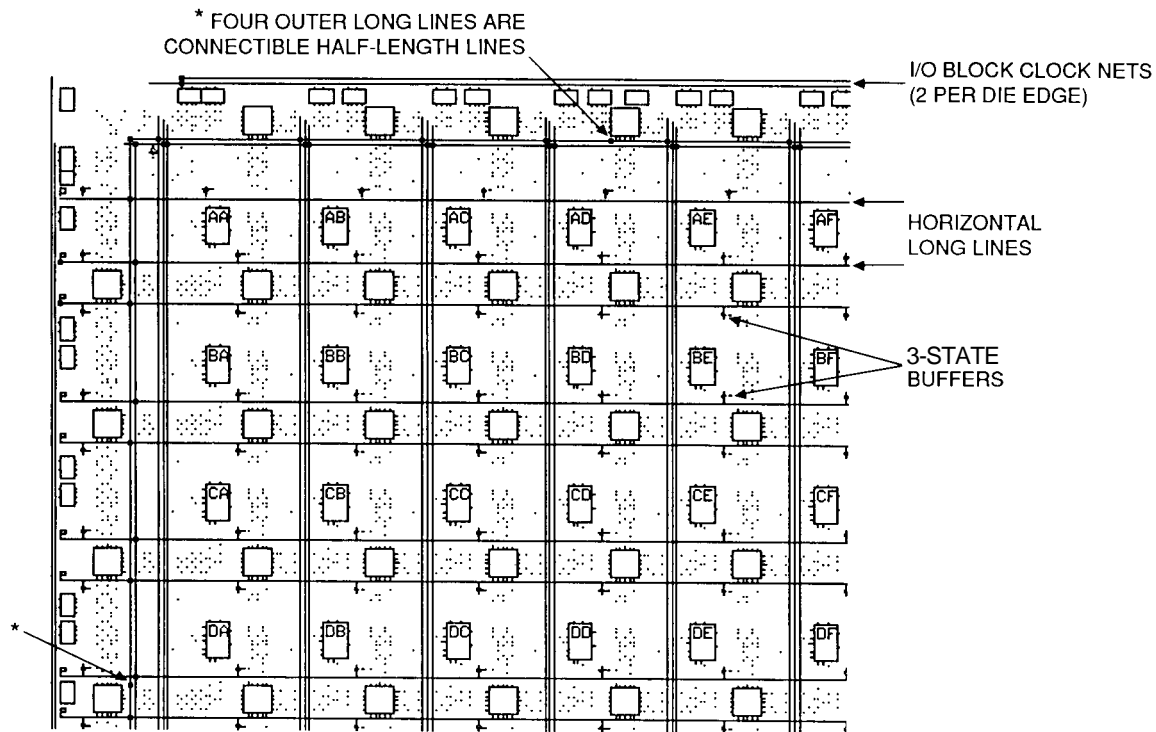 * FOUR OUTER LONG LINES ARE
CONNECTIBLE HALF-LENGTH LINES
I/O BLOCK CLOCK NETS
(2 PER DIE EDGE)
AA AB AC AD AE AF
HORIZONTAL
LONG LINES
BA BB BC BD BE BF
3-STATE
BUFFERS
CA CB CC CD CE CF
*
DA DB DC DD DE DF